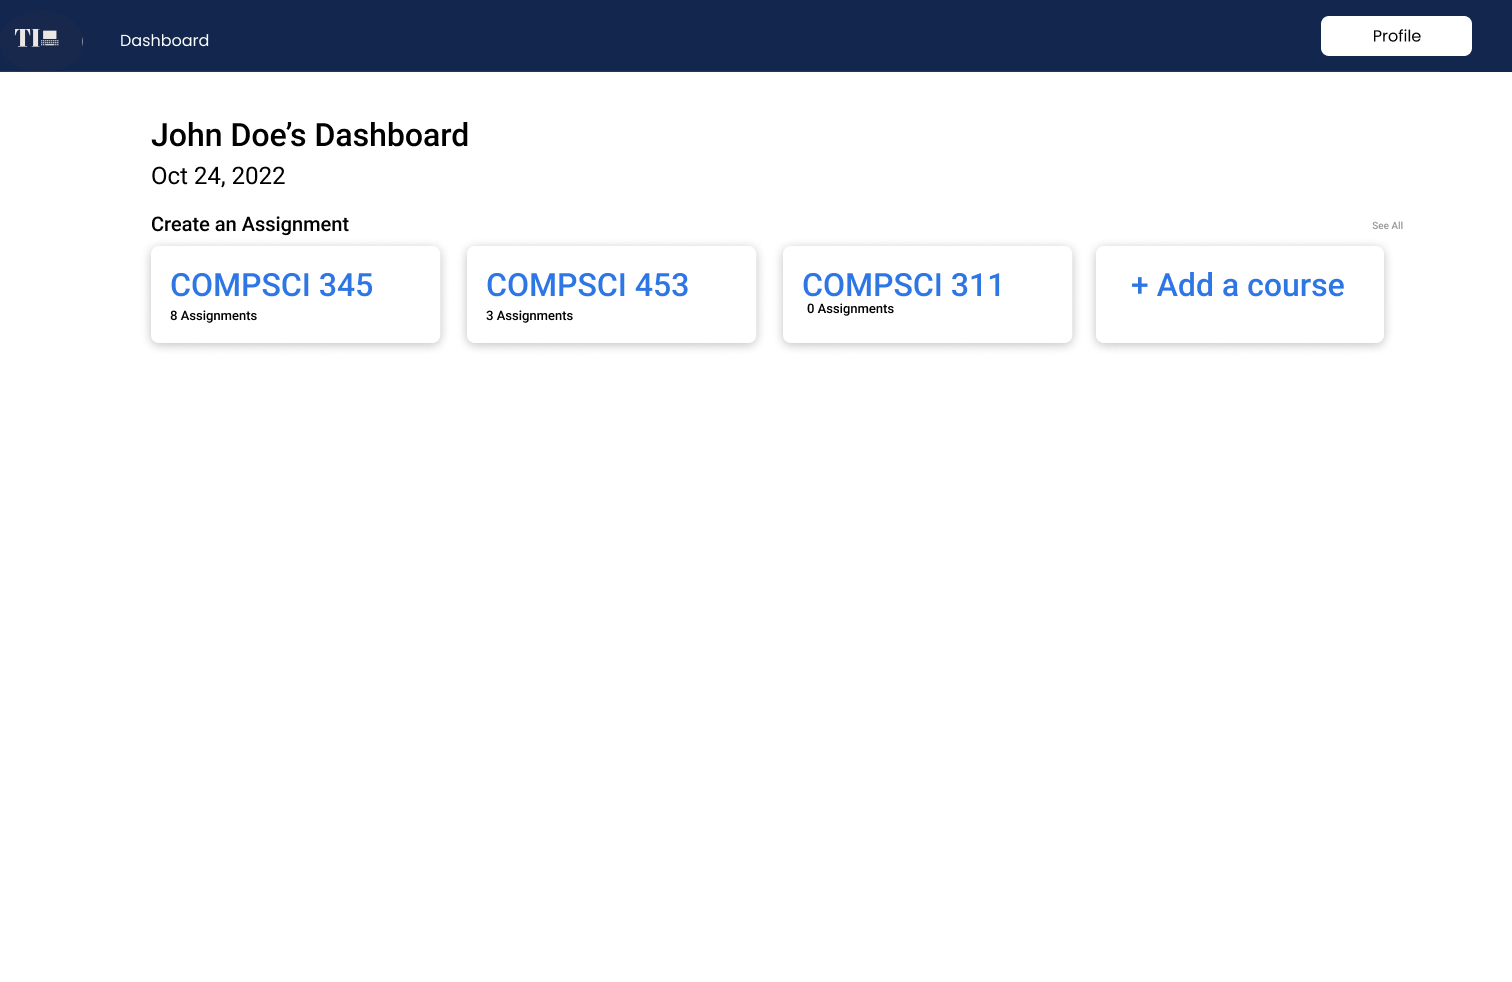 TI
Dashboard
Profile
John Doe’s Dashboard
Oct 24, 2022
Create an Assignment
See All
COMPSCI 345
8 Assignments
COMPSCI 453
3 Assignments
COMPSCI 311
0 Assignments
+ Add a course